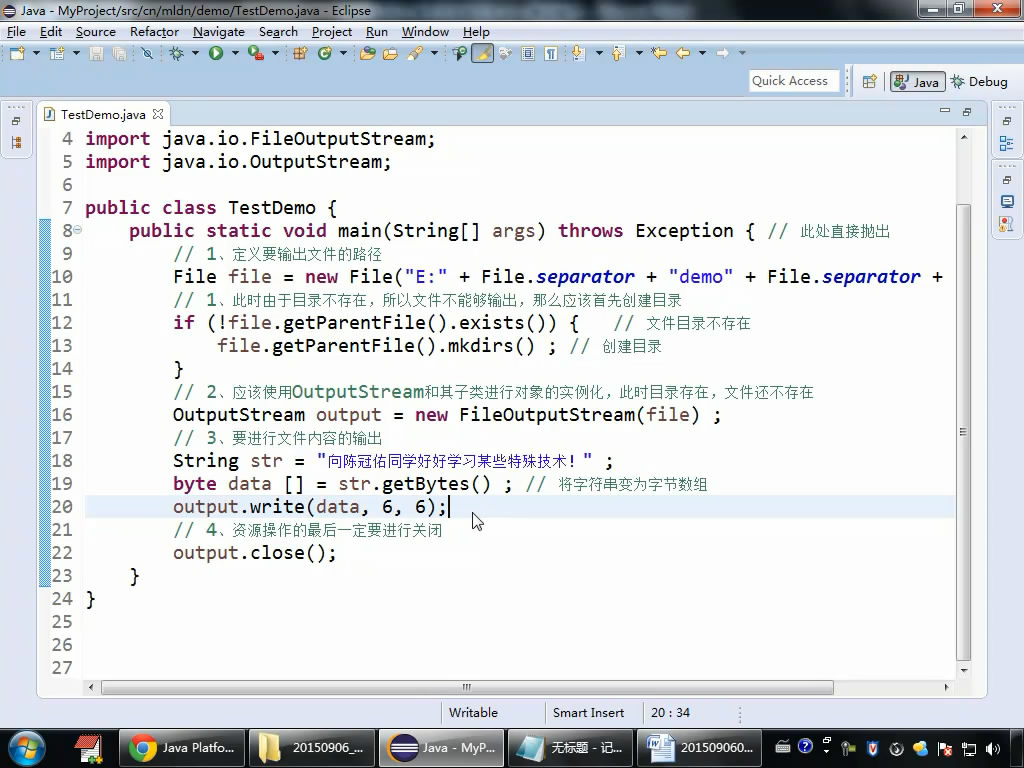 Java - MyProject/src/cn/mldn/demo/TestDemo.java - Eclipse
File Edit Source Refactor Navigate Search Project Run Window Help
Quick Access
Java
Debug
TestDemo.java
4 import java.io.FileOutputStream;
5 import java.io.OutputStream;
6
7 public class TestDemo {
8 public static void main(String[] args) throws Exception { // 此处直接抛出
9 // 1、定义要输出文件的路径
10 File file = new File("E:" + File.separator + "demo" + File.separator +
11 // 1、此时由于目录不存在，所以文件不能够输出，那么应该首先创建目录
12 if (!file.getParentFile().exists()) { // 文件目录不存在
13 file.getParentFile().mkdirs() ; // 创建目录
14 }
15 // 2、应该使用OutputStream和其子类进行对象的实例化，此时目录存在，文件还不存在
16 OutputStream output = new FileOutputStream(file) ;
17 // 3、要进行文件内容的输出
18 String str = "向陈冠佑同学好好学习某些特殊技术！" ;
19 byte data [] = str.getBytes() ; // 将字符串变为字节数组
20 output.write(data, 6, 6);
21 // 4、资源操作的最后一定要进行关闭
22 output.close();
23 }
24 }
25
26
27
Writable Smart Insert 20 : 34
Java Platfo... 20150906_... Java - MyP... 无标题 - 记... 201509060...